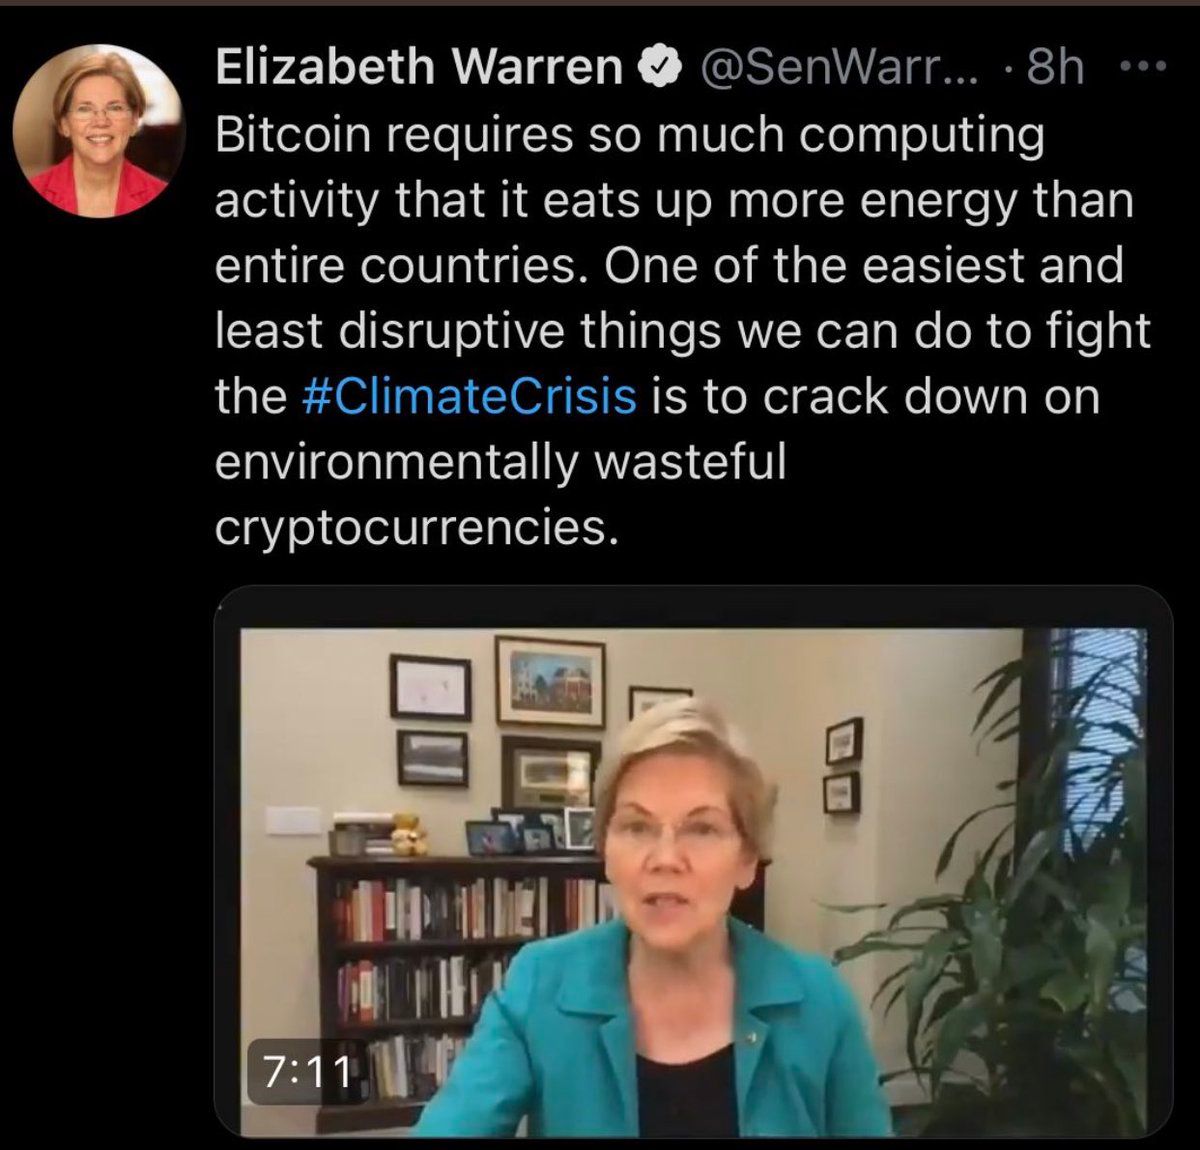 Elizabeth Warren @SenWarr... · 8h ...
Bitcoin requires so much computing
activity that it eats up more energy than
entire countries. One of the easiest and
least disruptive things we can do to fight
the #ClimateCrisis is to crack down on
environmentally wasteful
cryptocurrencies.
7:11